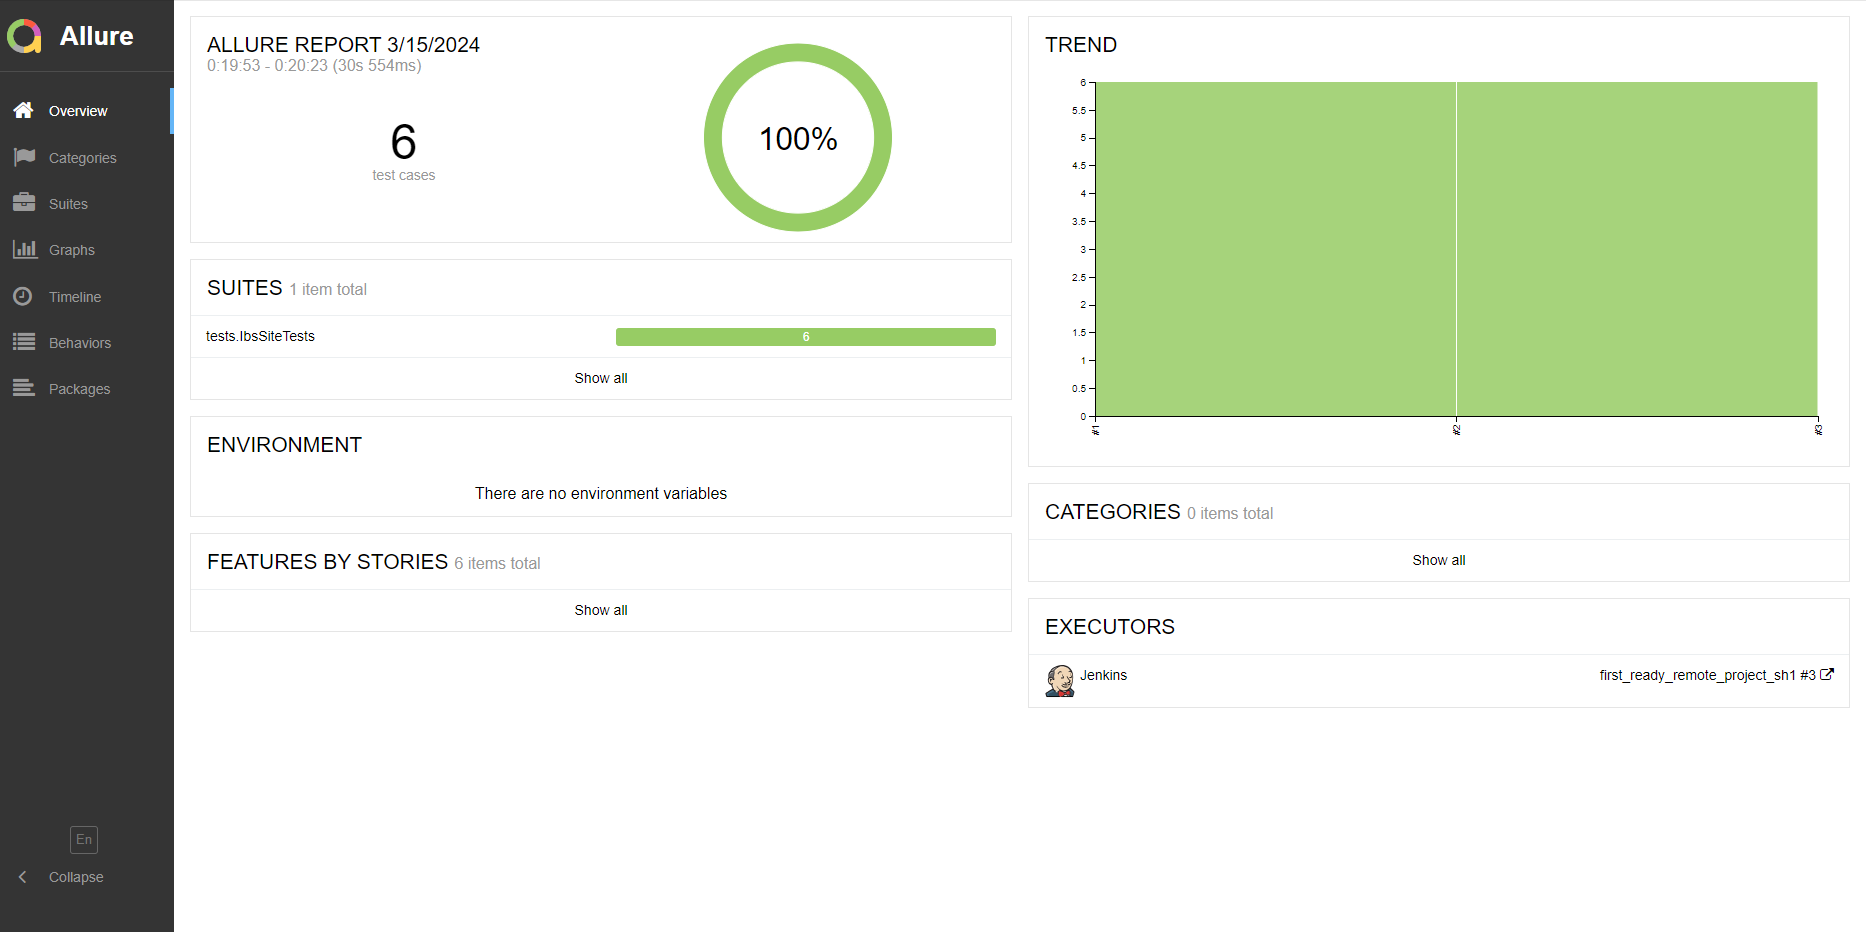 Allure
Overview
Categories
Suites
Graphs
Timeline
Behaviors
Packages
En
Collapse
ALLURE REPORT 3/15/2024
0:19:53 - 0:20:23 (30s 554ms)
6
test cases
100%
SUITES 1 item total
tests.IbsSiteTests
6
Show all
ENVIRONMENT
There are no environment variables
FEATURES BY STORIES 6 items total
Show all
TREND
6
5.5
5
4.5
4
3.5
3
2.5
2
1.5
1
0.5
0
#1
#2
#3
CATEGORIES 0 items total
Show all
EXECUTORS
Jenkins
first_ready_remote_project_sh1 #3